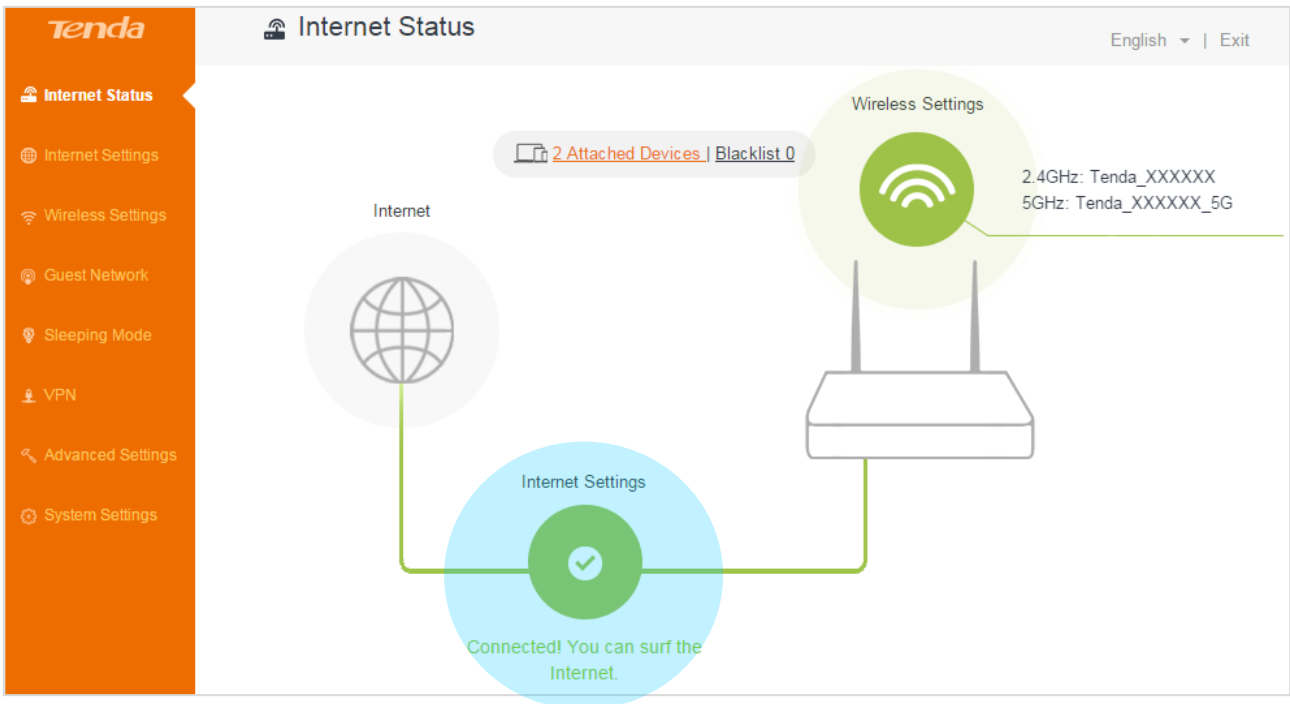 Tenda
Internet Status
English | Exit
Internet Status
Internet Settings
Wireless Settings
Guest Network
Sleeping Mode
VPN
Advanced Settings
System Settings
Wireless Settings
2 Attached Devices | Blacklist 0
2.4GHz: Tenda_XXXXXX
5GHz: Tenda_XXXXXX_5G
Internet
Internet Settings
Connected! You can surf the
Internet.